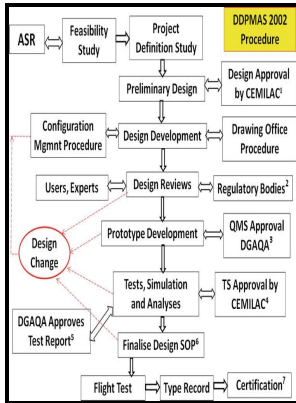 DDPMAS 2002
Procedure
ASR
Feasibility
Study
Project
Definition Study
Preliminary Design
Design Approval
by CEMILAC¹
Configuration
Mgmnt Procedure
Design Development
Drawing Office
Procedure
Users, Experts
Design Reviews
Regulatory Bodies²
Prototype Development
QMS Approval
DGAQA³
Design
Change
Tests, Simulation
and Analyses
TS Approval by
CEMILAC⁴
DGAQA Approves
Test Report⁵
Finalise Design SOP⁶
Flight Test
Type Record
Certification⁷